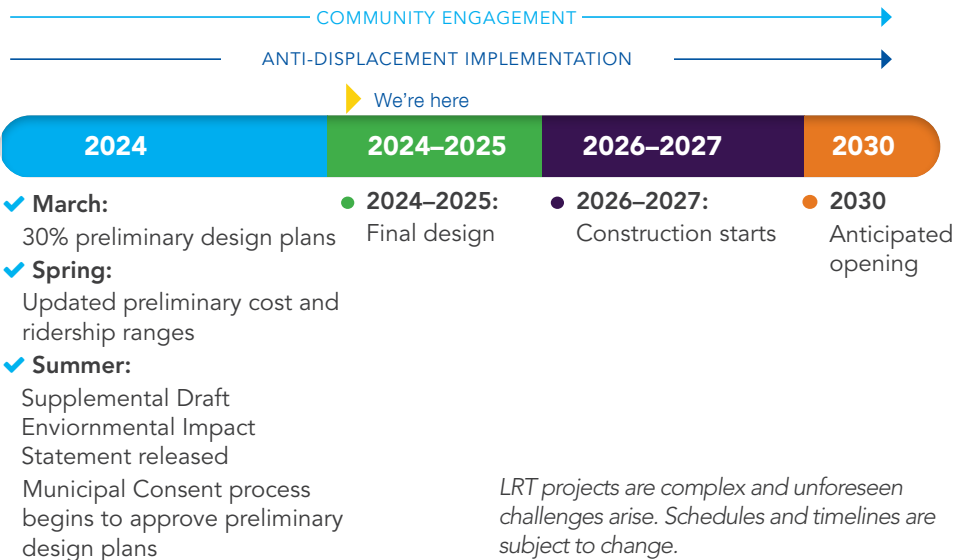 COMMUNITY ENGAGEMENT
ANTI-DISPLACEMENT IMPLEMENTATION
We're here
2024
2024–2025
2026–2027
2030
March:
30% preliminary design plans
Spring:
Updated preliminary cost and
ridership ranges
Summer:
Supplemental Draft
Enviornmental Impact
Statement released
Municipal Consent process
begins to approve preliminary
design plans
2024–2025:
Final design
2026–2027:
Construction starts
2030
Anticipated
opening
LRT projects are complex and unforeseen
challenges arise. Schedules and timelines are
subject to change.